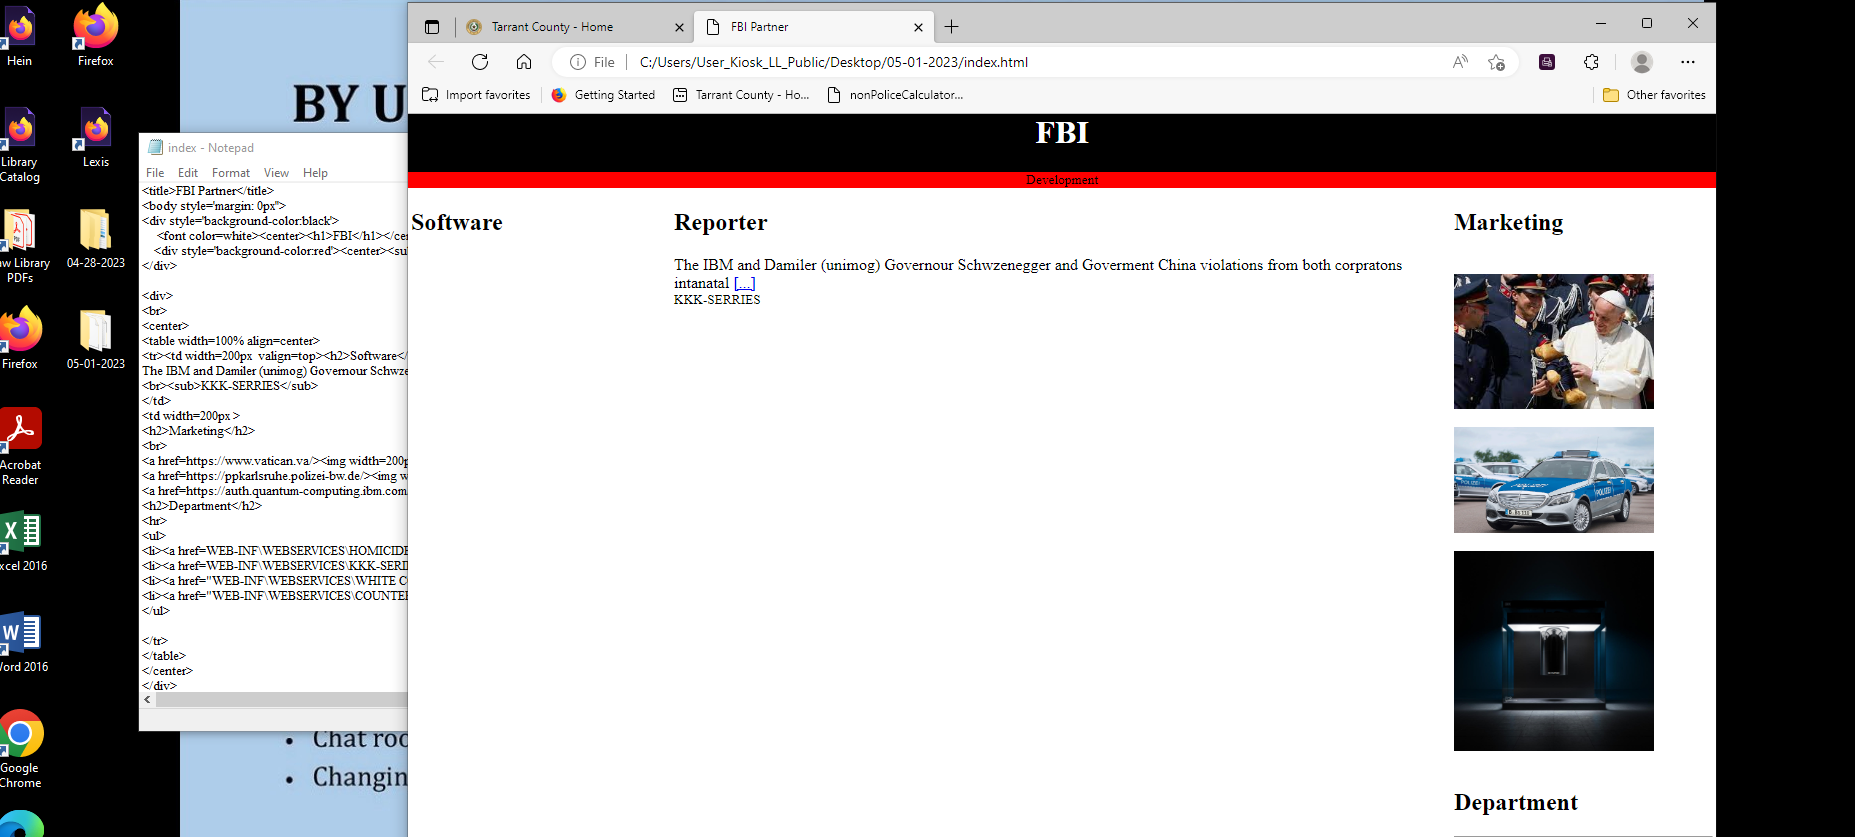 Hein
Firefox
Library
Catalog
Lexis
Library
PDFs
04-28-2023
Firefox
05-01-2023
Acrobat
Reader
Google
Chrome
BY U
index - Notepad
File Edit Format View Help
<title>FBI Partner</title>
<body style='margin: 0px'>
<div style='background-color:black'>
<font color=white><center><h1>FBI</h1></cen
<div style='background-color:red'><center><su
</div>
<div>
<br>
<center>
<table width=100% align=center>
<tr><td width=200px valign=top><h2>Software</
The IBM and Damiler (unimog) Governour Schwze
<br><sub>KKK-SERRIES</sub>
</td>
<td width=200px>
<h2>Marketing</h2>
<br>
<a href=https://www.vatican.va/><img width=200p
<a href=https://ppkarlsruhe.polizei-bw.de/><img w
<a href=https://auth.quantum-computing.ibm.com
<h2>Department</h2>
<hr>
<ul>
<li><a href=WEB-INF\WEBSERVICES\HOMICIDE
<li><a href=WEB-INF\WEBSERVICES\KKK-SERI
<li><a href="WEB-INF\WEBSERVICES\WHITE C
<li><a href="WEB-INF\WEBSERVICES\COUNTER
</ul>
</tr>
</table>
</center>
</div>
Chat roo
Changin
Tarrant County - Home
FBI Partner
File C:/Users/User_Kiosk_LL_Public/Desktop/05-01-2023/index.html
Import favorites Getting Started Tarrant County - Ho... nonPoliceCalculator... Other favorites
FBI
Development
Software
Reporter
The IBM and Damiler (unimog) Governour Schwzenegger and Goverment China violations from both corpratons
intanatal [...]
KKK-SERRIES
Marketing
POLIZEI
Department